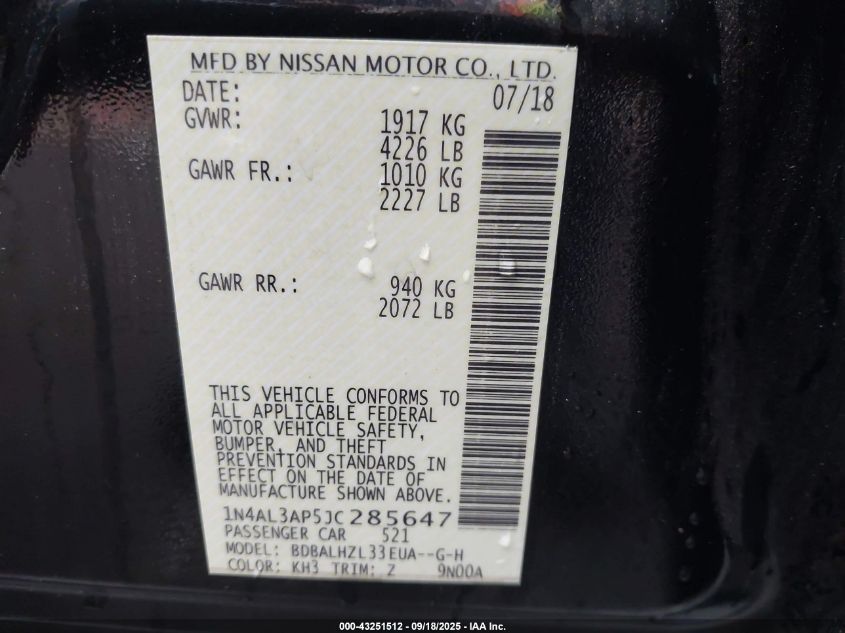 MFD BY NISSAN MOTOR CO., LTD.
DATE: 07/18
GVWR: 1917 KG
4226 LB
GAWR FR.: 1010 KG
2227 LB
GAWR RR.: 940 KG
2072 LB
THIS VEHICLE CONFORMS TO
ALL APPLICABLE FEDERAL
MOTOR VEHICLE SAFETY,
BUMPER, AND THEFT
PREVENTION STANDARDS IN
EFFECT ON THE DATE OF
MANUFACTURE SHOWN ABOVE.
1N4AL3AP5JC285647
PASSENGER CAR 521
MODEL: BDBALHZL33EUA--G-H
COLOR: KH3 TRIM: Z 9N00A
000-43251512 - 09/18/2025 - IAA Inc.